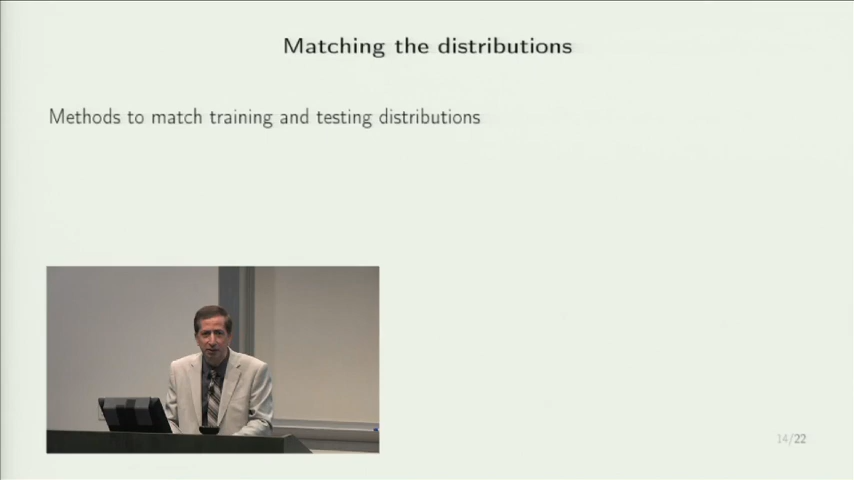 Matching the distributions
Methods to match training and testing distributions
14/22